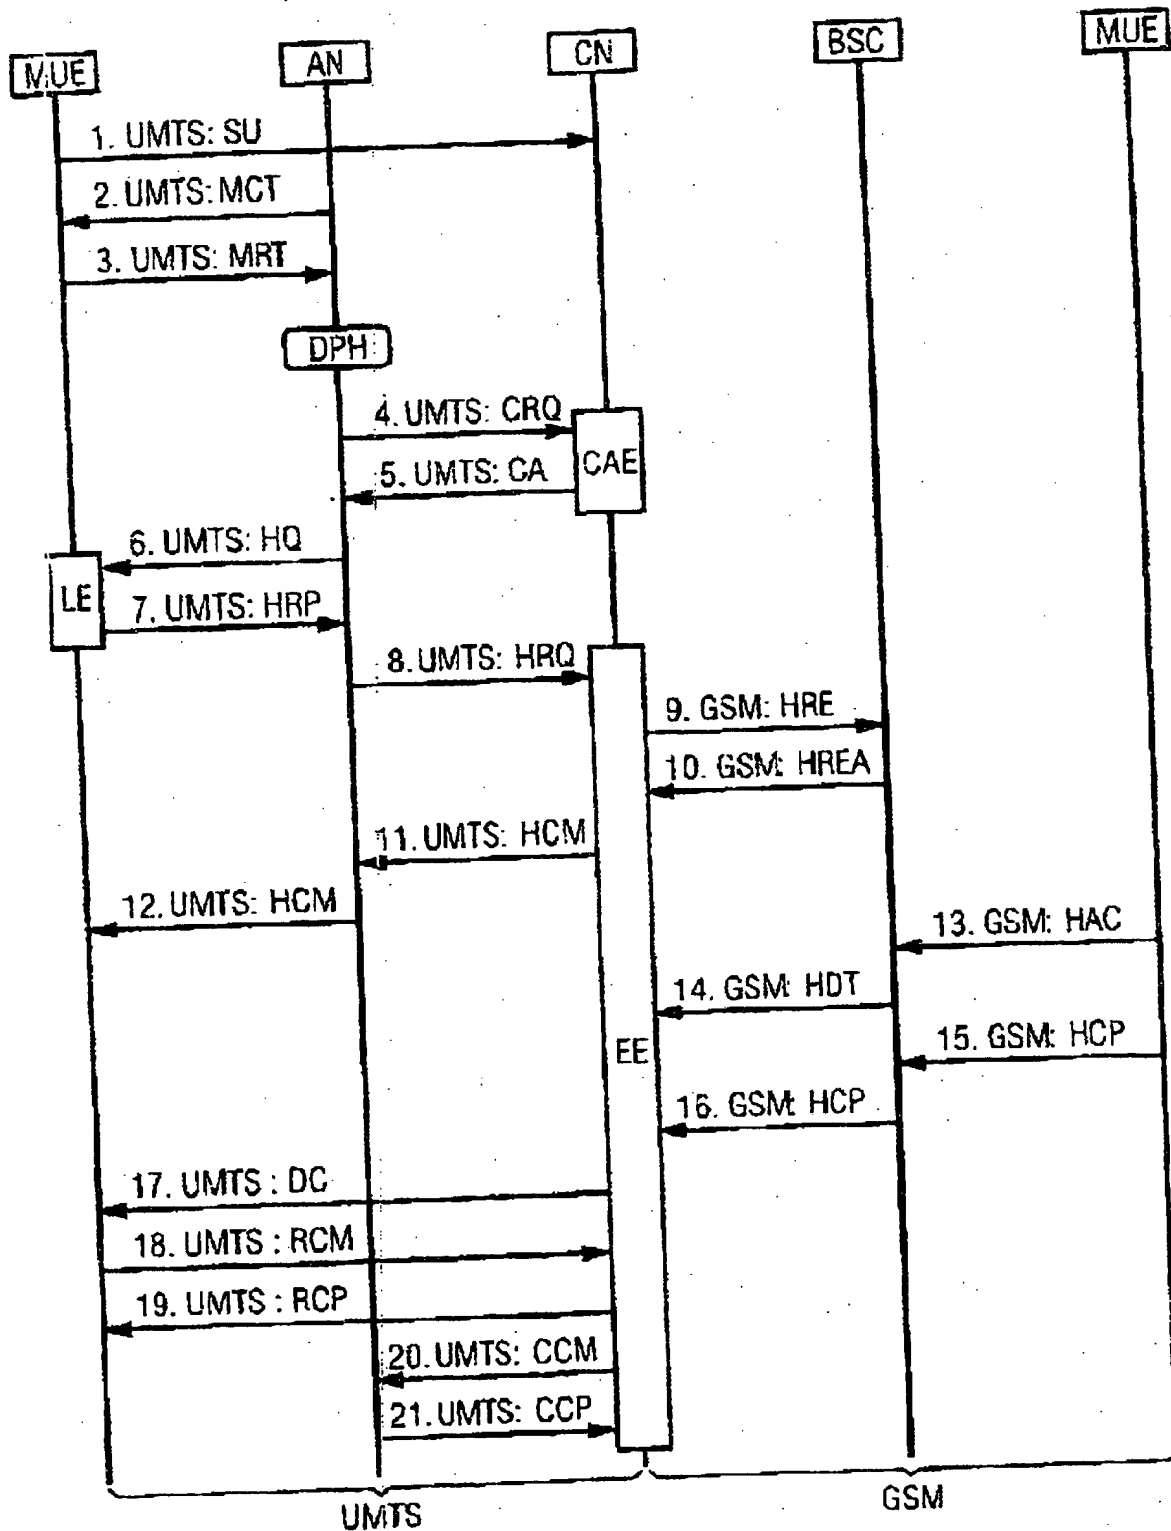 MUE AN CN BSC MUE
1. UMTS: SU
2. UMTS: MCT
3. UMTS: MRT
DPH
4. UMTS: CRQ
CAE
5. UMTS: CA
6. UMTS: HQ
LE
7. UMTS: HRP
8. UMTS: HRQ
9. GSM: HRE
10. GSM: HREA
11. UMTS: HCM
12. UMTS: HCM
13. GSM: HAC
14. GSM: HDT
15. GSM: HCP
EE
16. GSM: HCP
17. UMTS : DC
18. UMTS : RCM
19. UMTS : RCP
20. UMTS: CCM
21. UMTS: CCP
UMTS
GSM